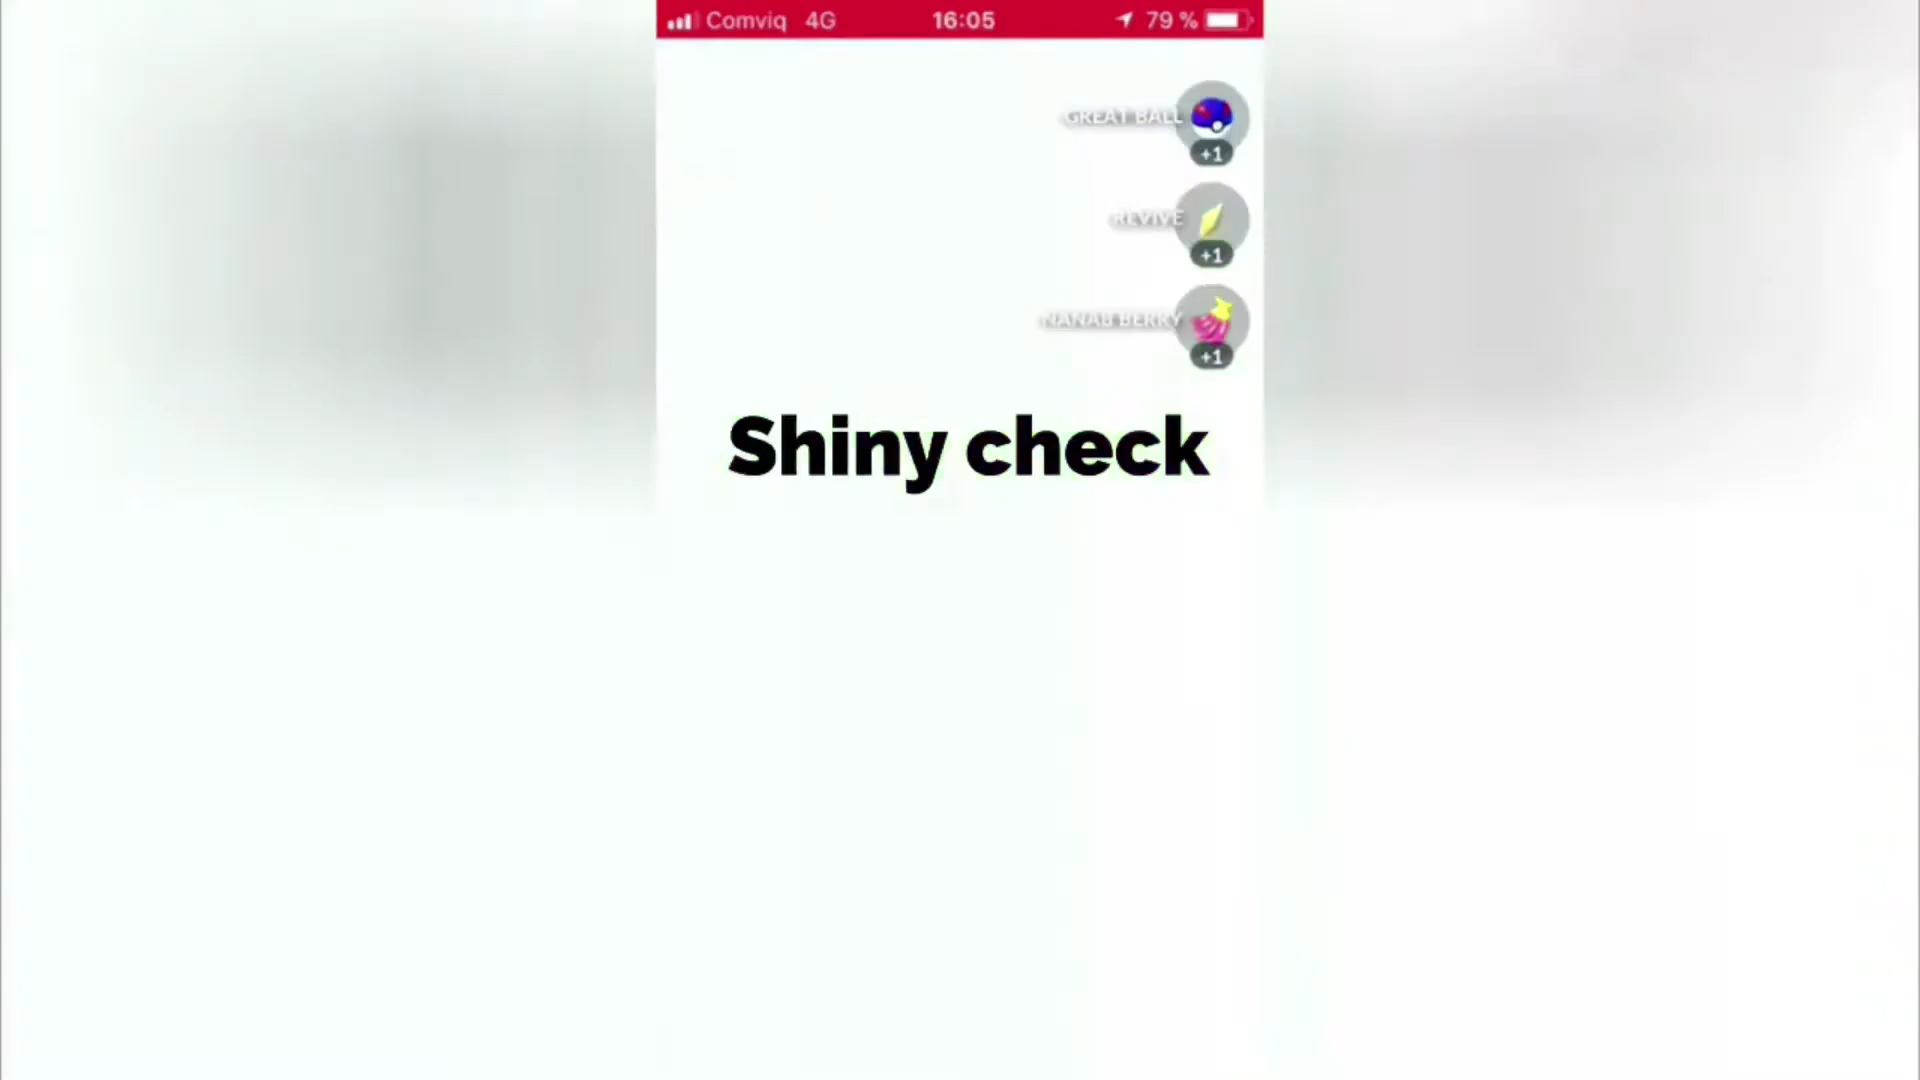 Comviq 4G 16:05 79 %
GREAT BALL
+1
REVIVE
+1
NANAB BERRY
+1
Shiny check